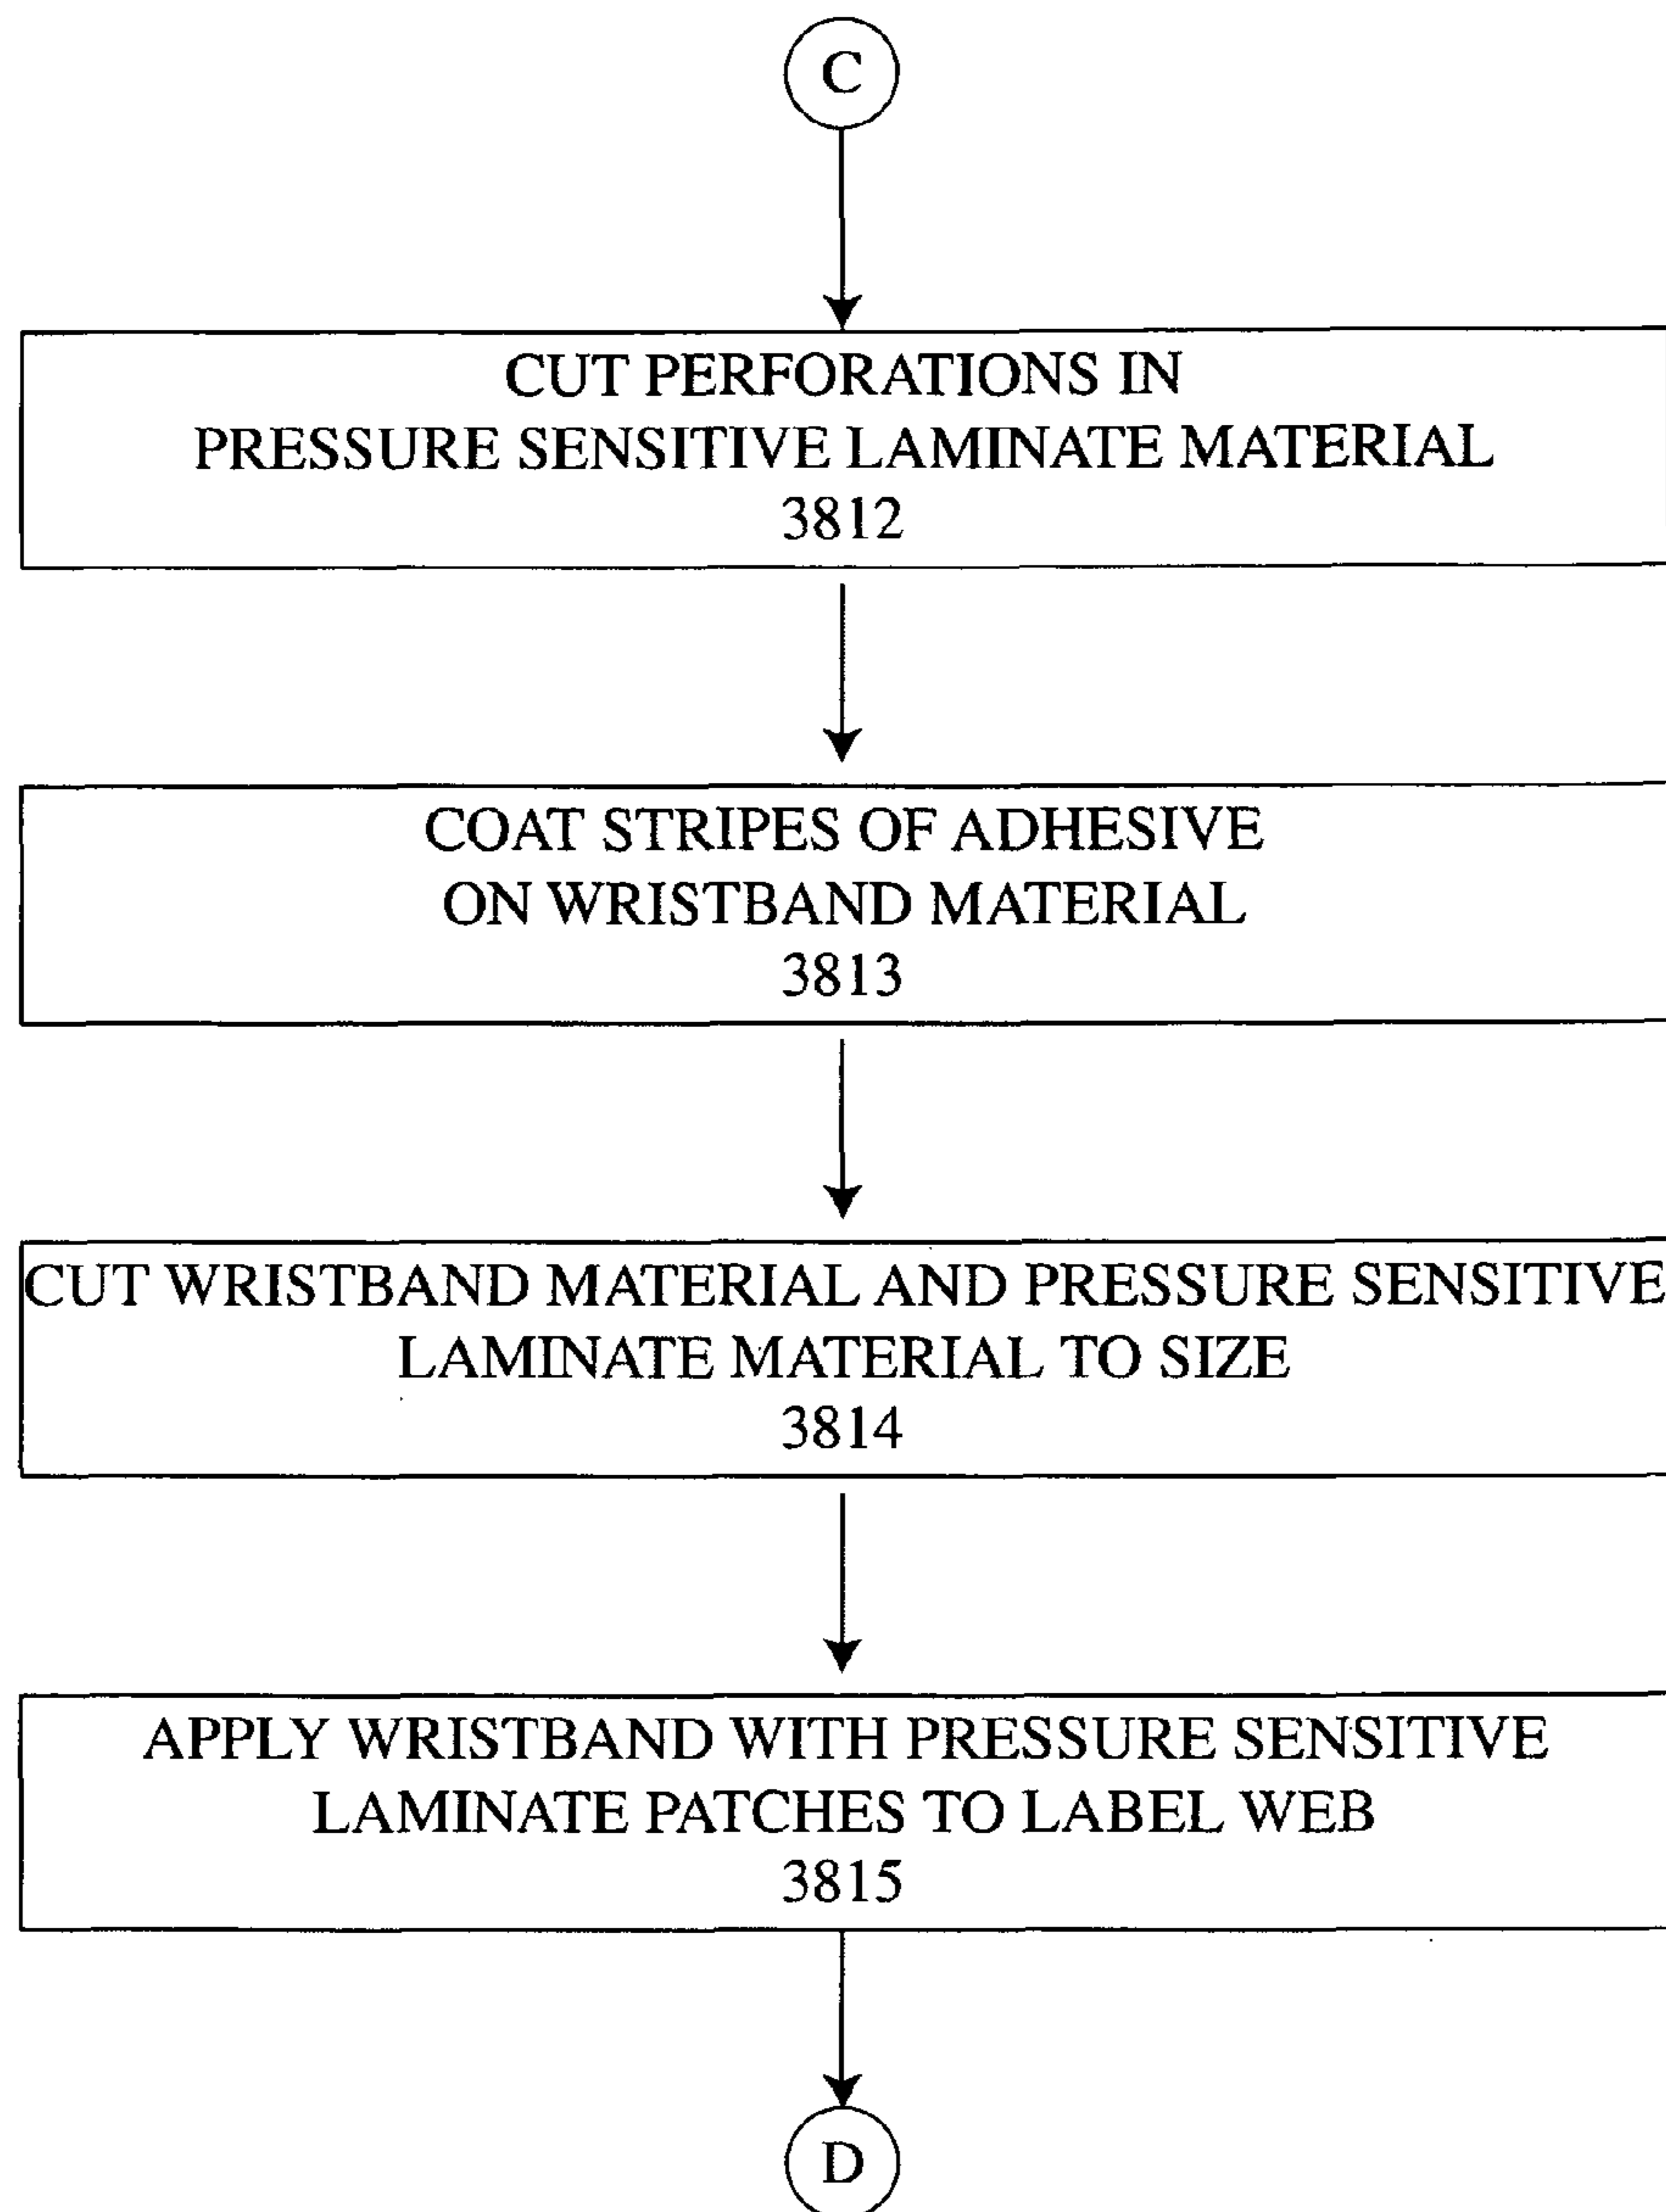 C
CUT PERFORATIONS IN
PRESSURE SENSITIVE LAMINATE MATERIAL
3812
COAT STRIPES OF ADHESIVE
ON WRISTBAND MATERIAL
3813
CUT WRISTBAND MATERIAL AND PRESSURE SENSITIVE
LAMINATE MATERIAL TO SIZE
3814
APPLY WRISTBAND WITH PRESSURE SENSITIVE
LAMINATE PATCHES TO LABEL WEB
3815
D